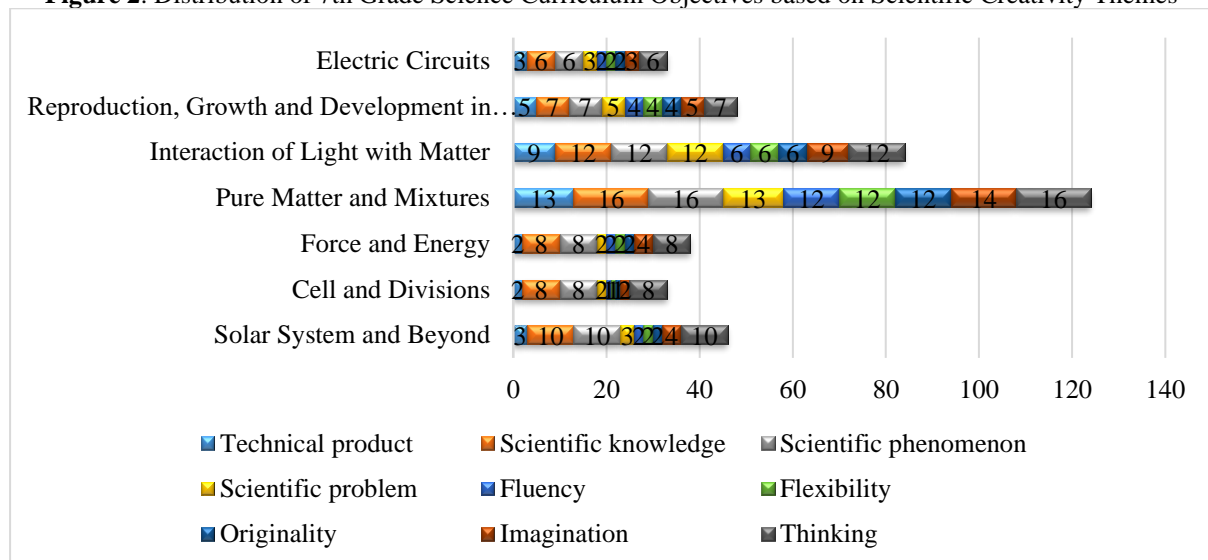 Figure 2. Distribution of 7th Grade Science Curriculum Objectives based on Scientific Creativity Themes
Electric Circuits 3 6 6 3 2 2 2 3 6
Reproduction, Growth and Development in… 5 7 7 5 4 4 4 5 7
Interaction of Light with Matter 9 12 12 12 6 6 6 9 12
Pure Matter and Mixtures 13 16 16 13 12 12 12 14 16
Force and Energy 2 8 8 2 2 2 2 4 8
Cell and Divisions 2 8 8 2 1 1 1 2 8
Solar System and Beyond 3 10 10 3 2 2 2 4 10
0 20 40 60 80 100 120 140
Technical product Scientific knowledge Scientific phenomenon
Scientific problem Fluency Flexibility
Originality Imagination Thinking